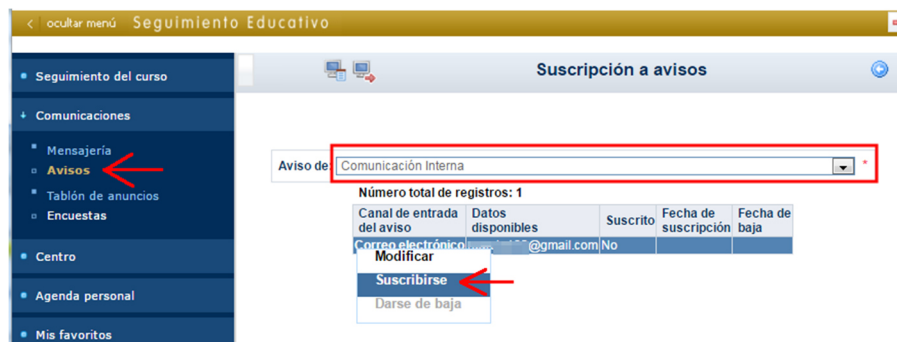 ocultar menú Seguimiento Educativo
Suscripción a avisos
Seguimiento del curso
Comunicaciones
Mensajería
Avisos
Tablón de anuncios
Encuestas
Centro
Agenda personal
Mis favoritos
Aviso de: Comunicación Interna *
Número total de registros: 1
Canal de entrada del aviso Datos disponibles Suscrito Fecha de suscripción Fecha de baja
Correo electrónico @gmail.com No
Modificar
Suscribirse
Darse de baja